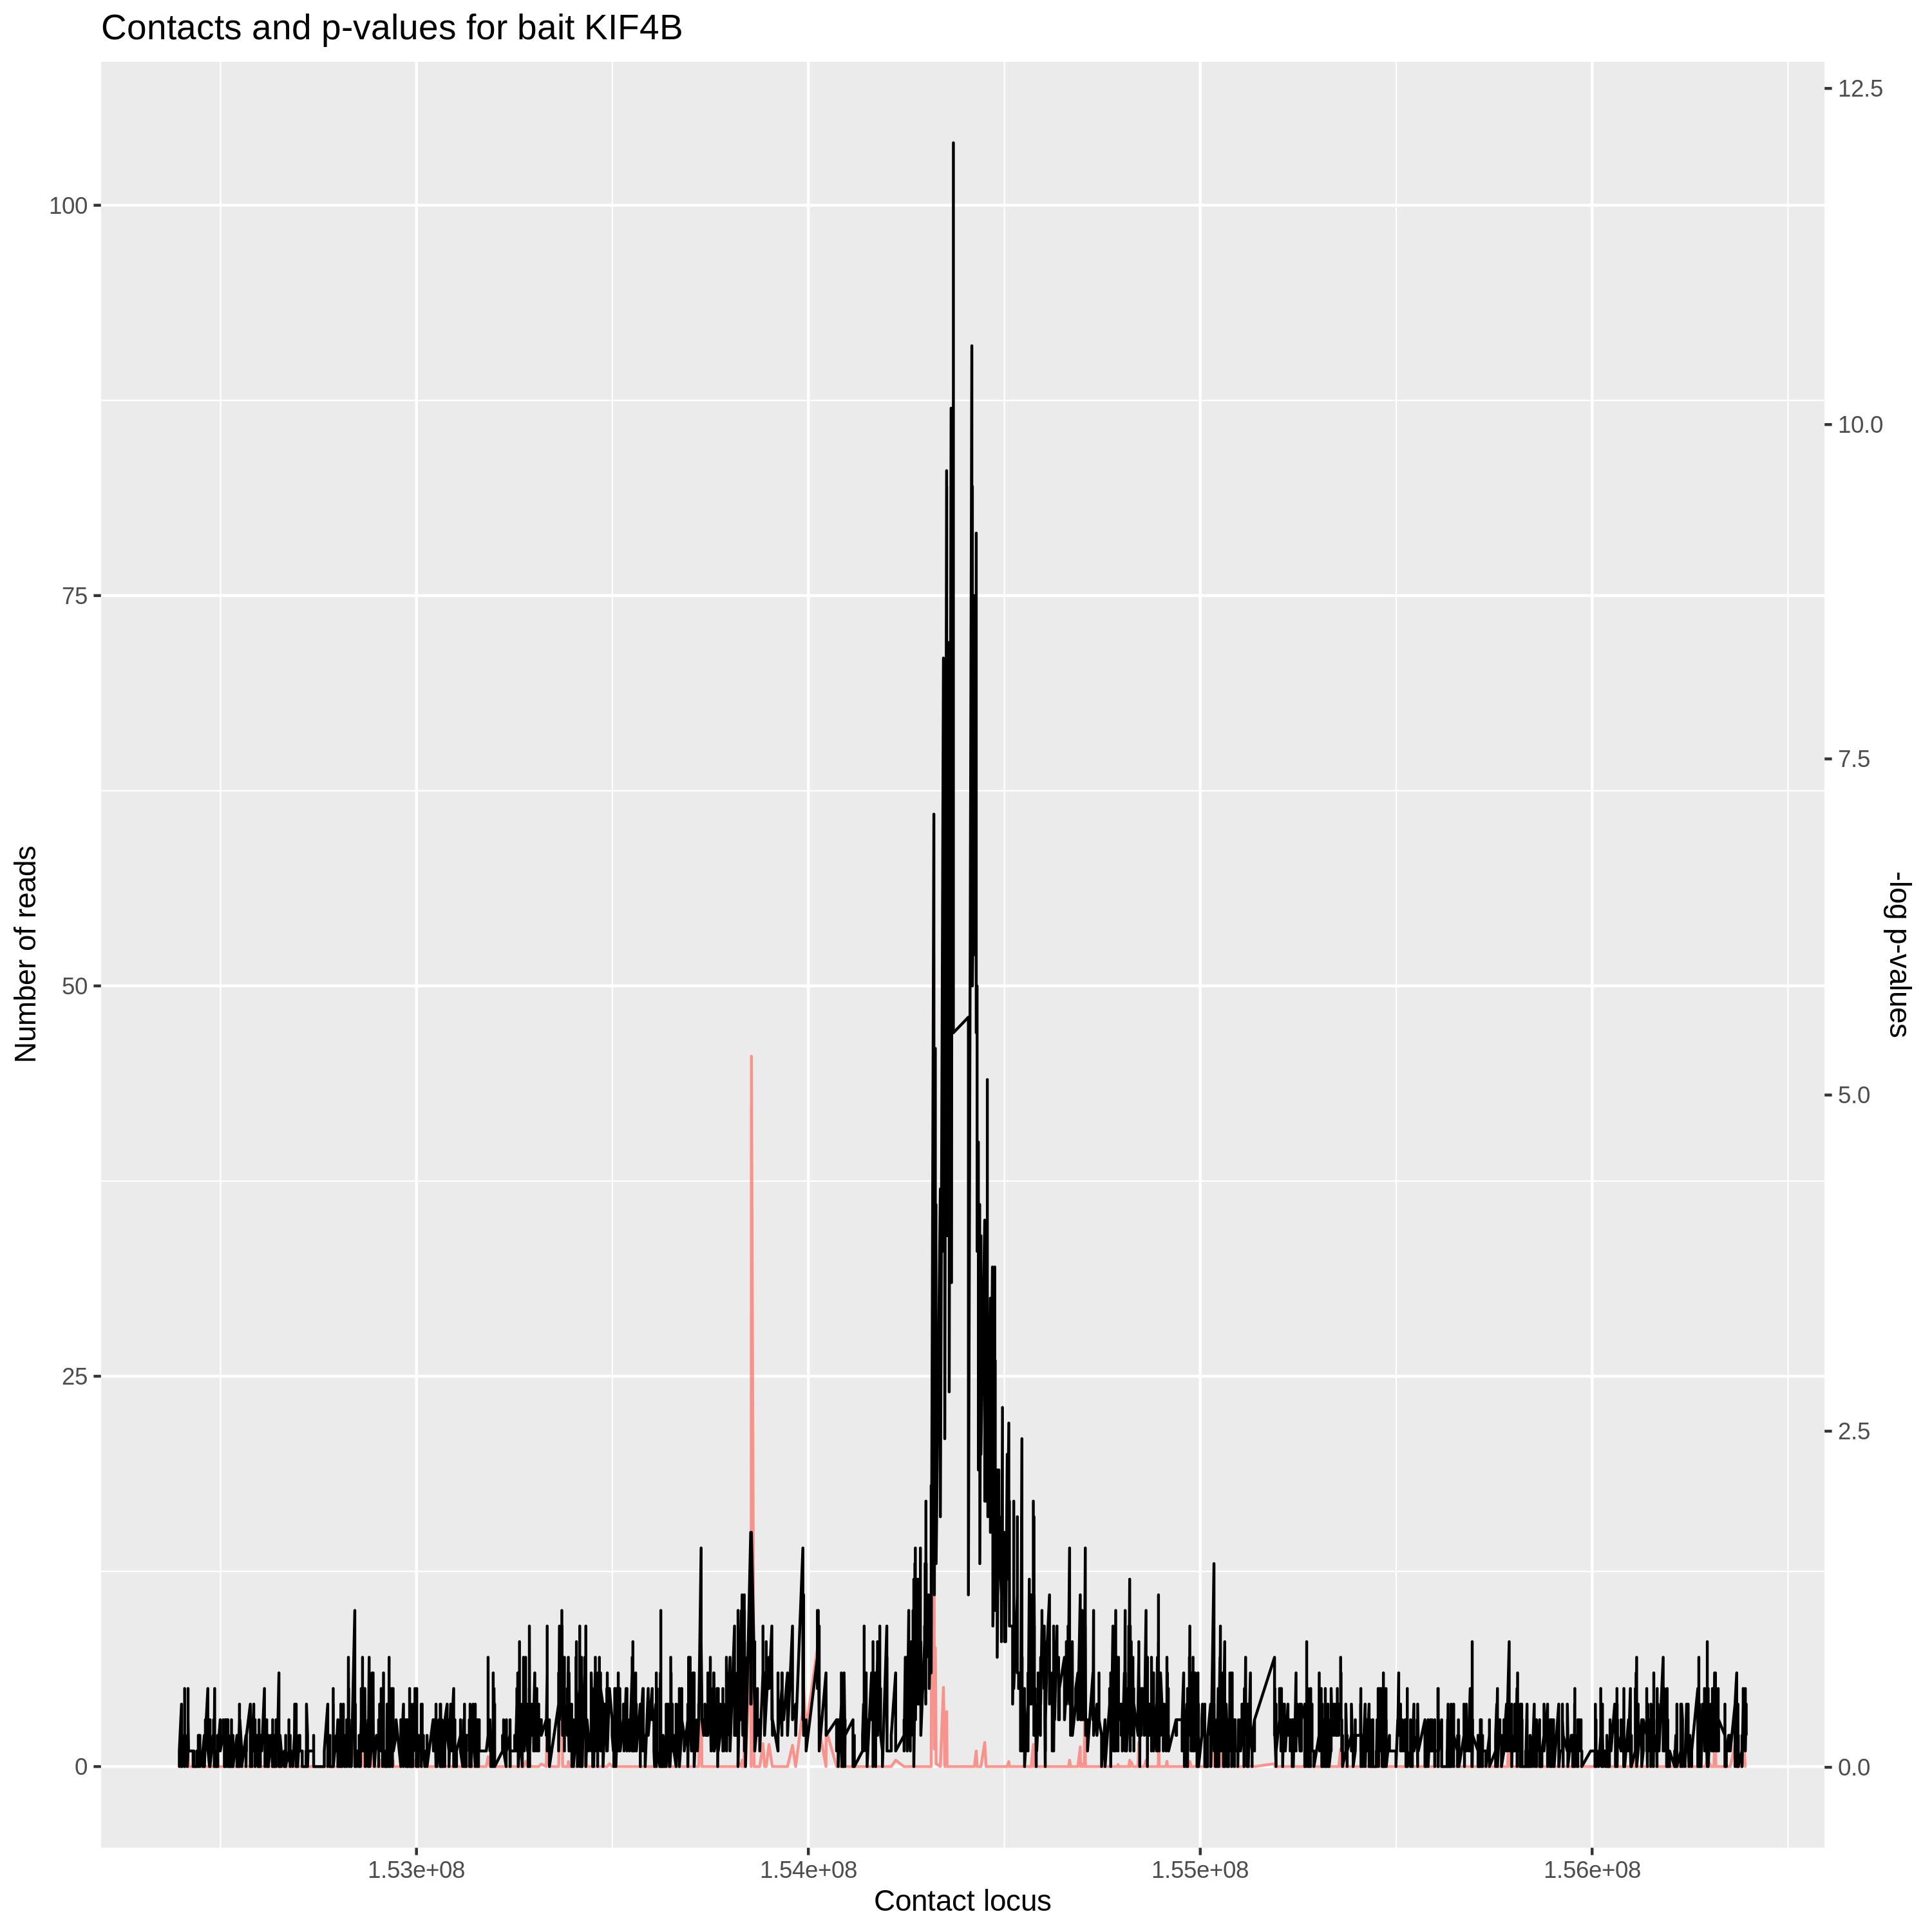 Contacts and p-values for bait KIF4B
Number of reads
100
75
50
25
0
12.5
10.0
7.5
5.0
2.5
0.0
-log p-values
1.53e+08
1.54e+08
1.55e+08
1.56e+08
Contact locus